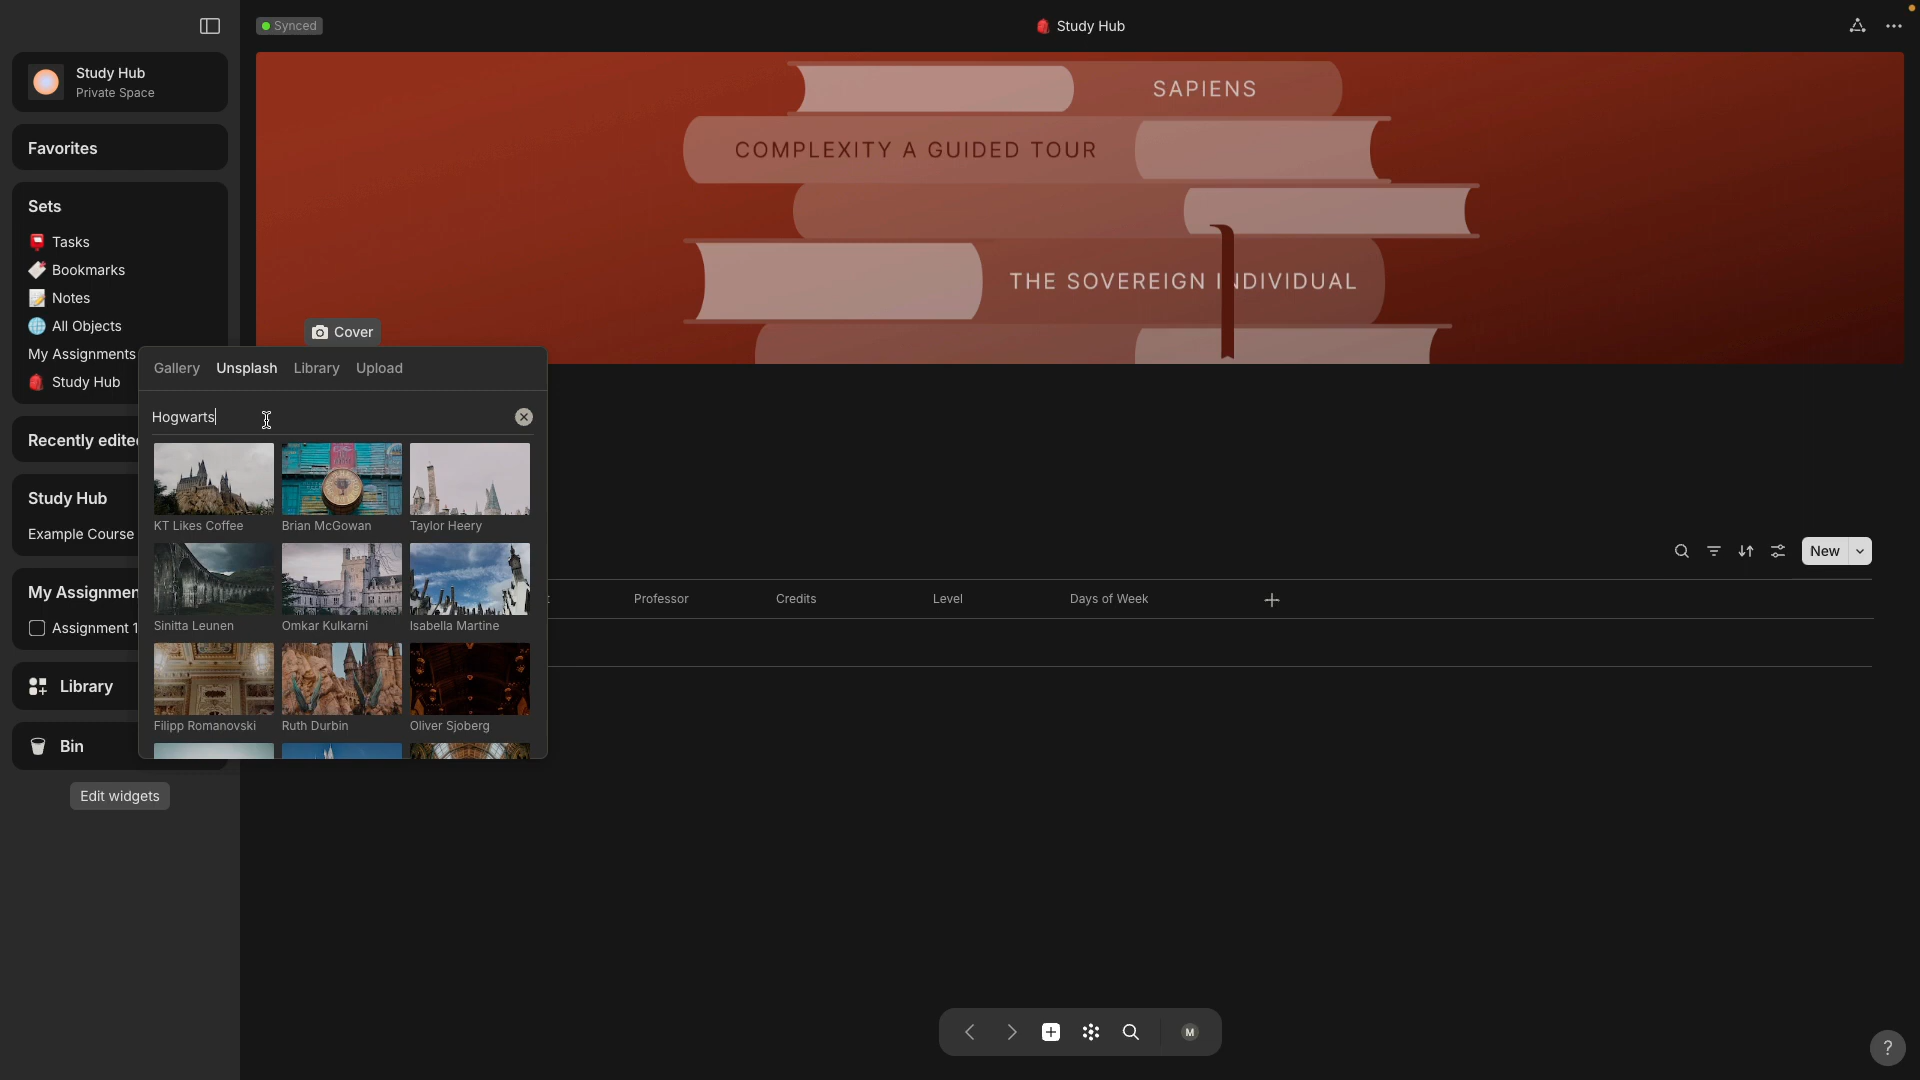 Synced
Study Hub
Study Hub
Private Space
Favorites
Sets
Tasks
Bookmarks
Notes
All Objects
My Assignments
Study Hub
Recently edited
Study Hub
Example Course
My Assignmen
Assignment 1
Library
Bin
Edit widgets
SAPIENS
COMPLEXITY A GUIDED TOUR
THE SOVEREIGN INDIVIDUAL
Cover
Gallery Unsplash Library Upload
Hogwarts
KT Likes Coffee Brian McGowan Taylor Heery
Sinitta Leunen Omkar Kulkarni Isabella Martine
Filipp Romanovski Ruth Durbin Oliver Sjoberg
New
t Professor Credits Level Days of Week
M
?